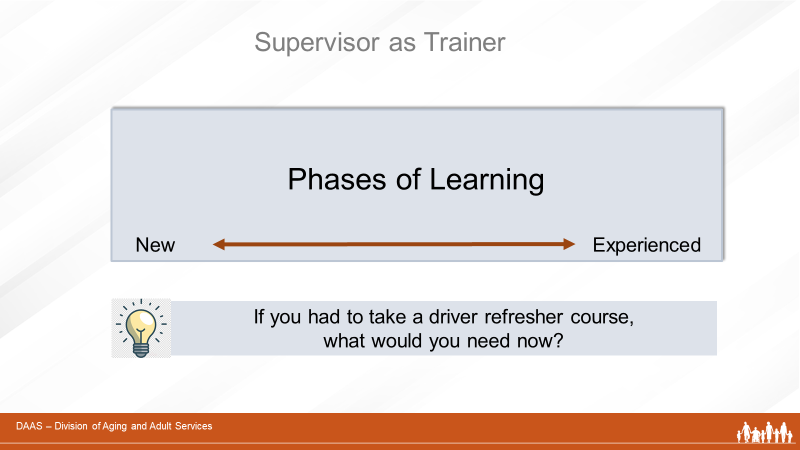 Supervisor as Trainer
Phases of Learning
New
Experienced
If you had to take a driver refresher course,
what would you need now?
DAAS – Division of Aging and Adult Services